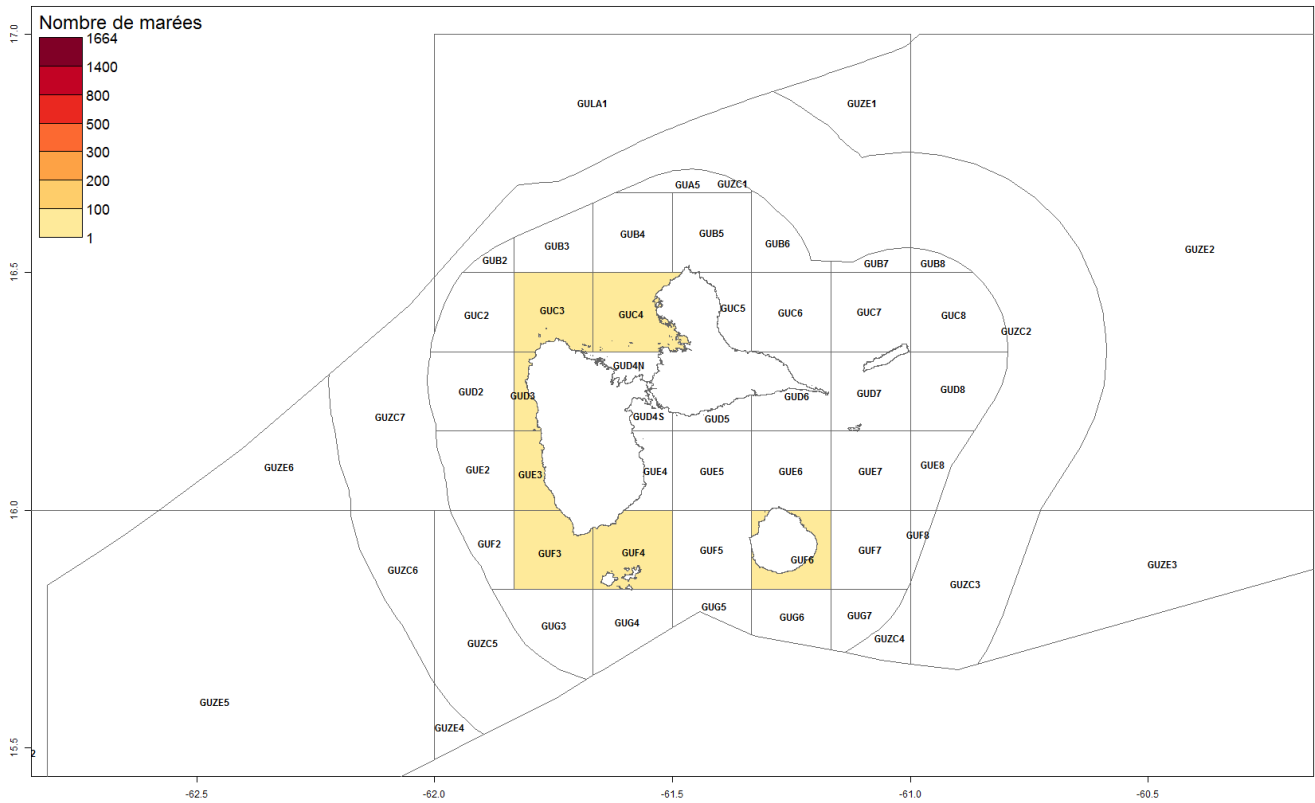 Nombre de marées
1664
1400
800
500
300
200
100
1
17.0
16.5
16.0
15.5
GULA1
GUZE1
GUA5
GUZC1
GUB4
GUB5
GUB3
GUB6
GUB2
GUB7
GUB8
GUZE2
GUC2
GUC3
GUC4
GUC5
GUC6
GUC7
GUC8
GUZC2
GUD4N
GUD2
GUD3
GUD6
GUD7
GUD8
GUZC7
GUD4S
GUD5
GUZE6
GUE2
GUE3
GUE4
GUE5
GUE6
GUE7
GUE8
GUF2
GUF3
GUF4
GUF5
GUF6
GUF7
GUF8
GUZC6
GUZC3
GUZE3
GUG3
GUG4
GUG5
GUG6
GUG7
GUZC4
GUZC5
GUZE5
GUZE4
2
-62.5
-62.0
-61.5
-61.0
-60.5